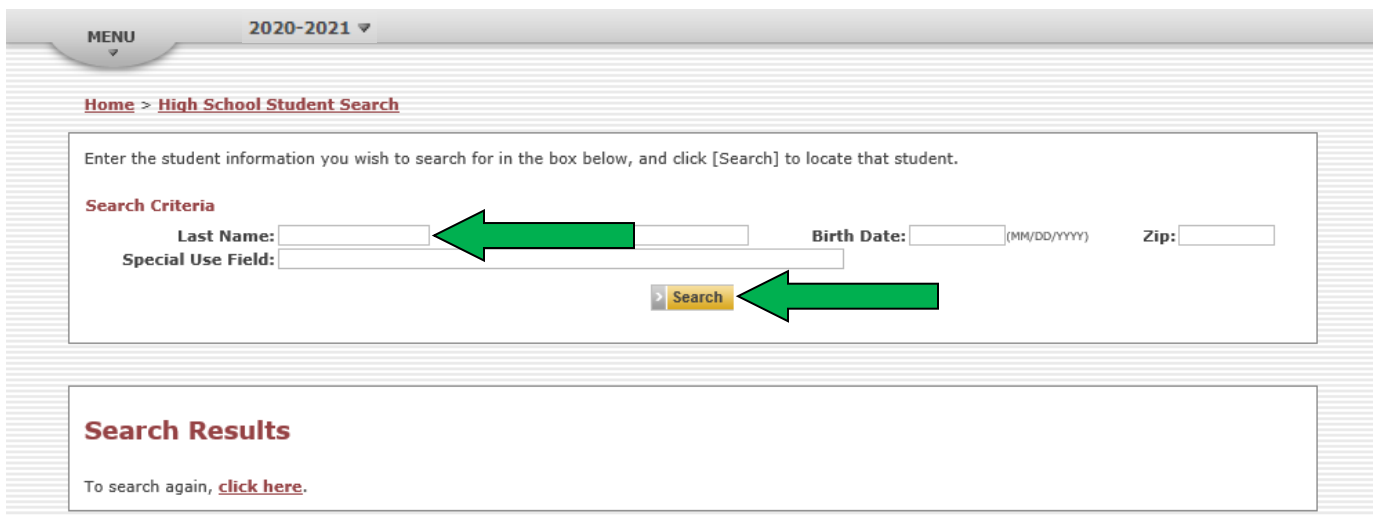 MENU
2020-2021
Home > High School Student Search
Enter the student information you wish to search for in the box below, and click [Search] to locate that student.
Search Criteria
Last Name: Birth Date: (MM/DD/YYYY) Zip:
Special Use Field:
Search
Search Results
To search again, click here.